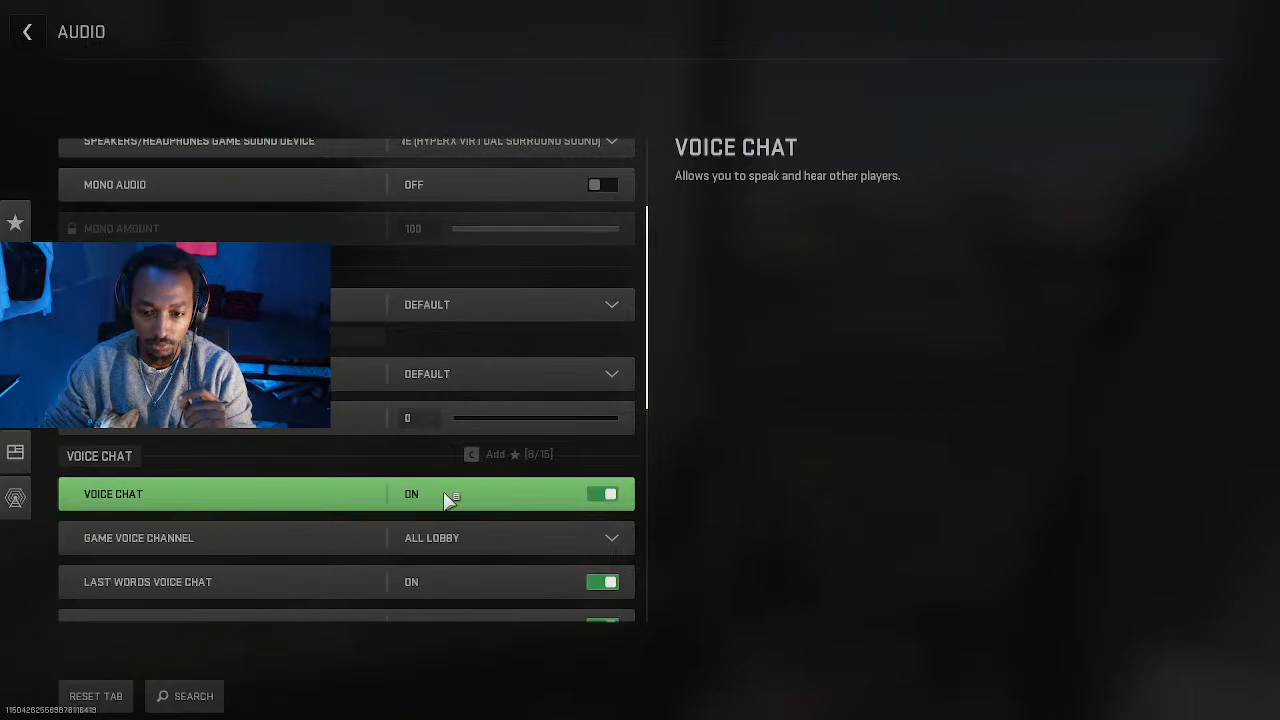 AUDIO
SPEAKERS/HEADPHONES GAME SOUND DEVICE
(HYPERX VIRTUAL SURROUND SOUND)
MONO AUDIO OFF
MONO AMOUNT 100
DEFAULT
DEFAULT
0
VOICE CHAT C Add ★ [8/15]
VOICE CHAT ON
GAME VOICE CHANNEL ALL LOBBY
LAST WORDS VOICE CHAT ON
RESET TAB SEARCH
VOICE CHAT
Allows you to speak and hear other players.